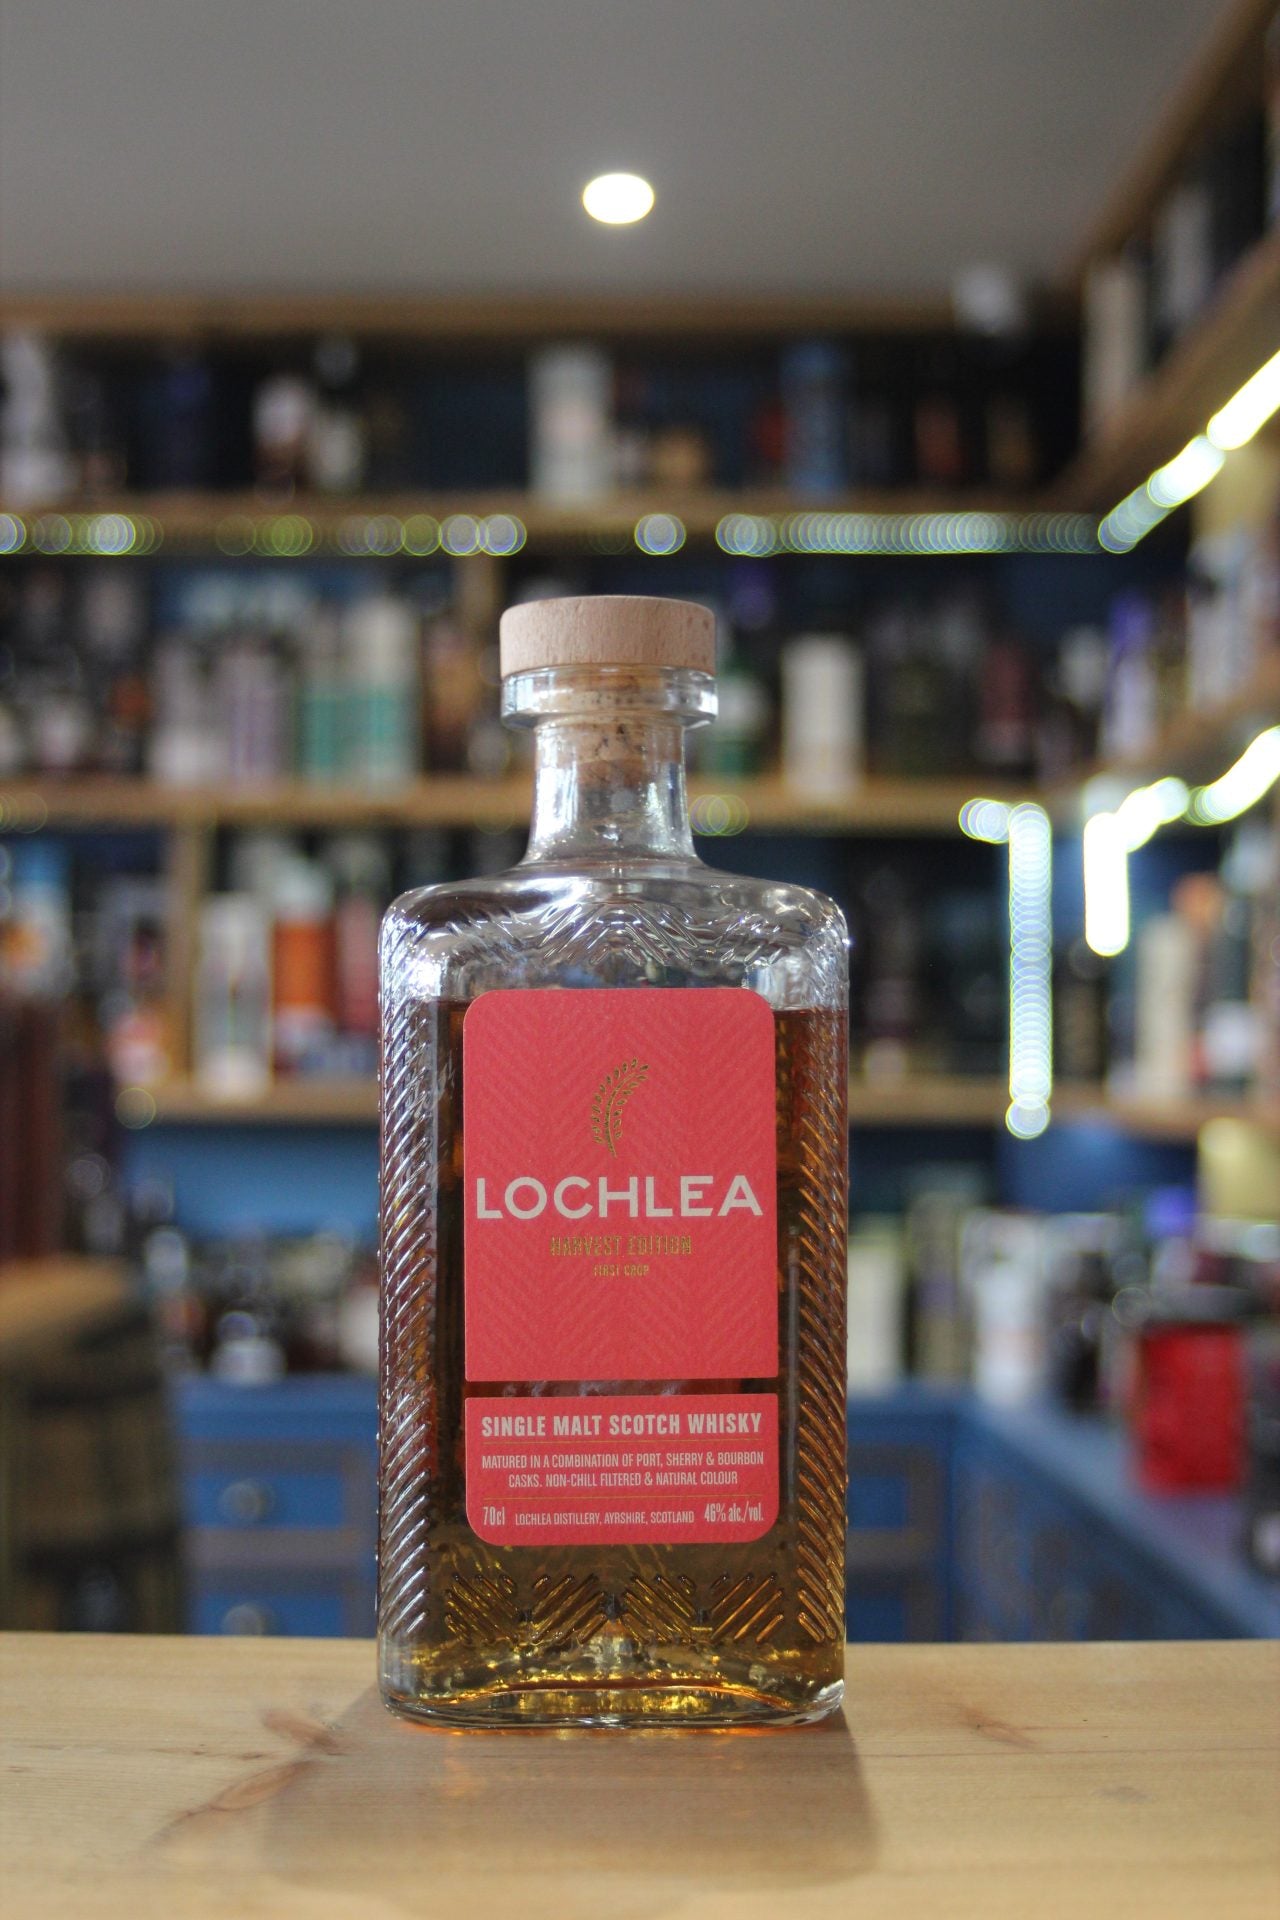 LOCHLEA
HARVEST EDITION
FIRST CROP
SINGLE MALT SCOTCH WHISKY
MATURED IN A COMBINATION OF PORT, SHERRY & BOURBON
CASKS. NON-CHILL FILTERED & NATURAL COLOUR
70cl LOCHLEA DISTILLERY, AYRSHIRE, SCOTLAND 46% alc./vol.